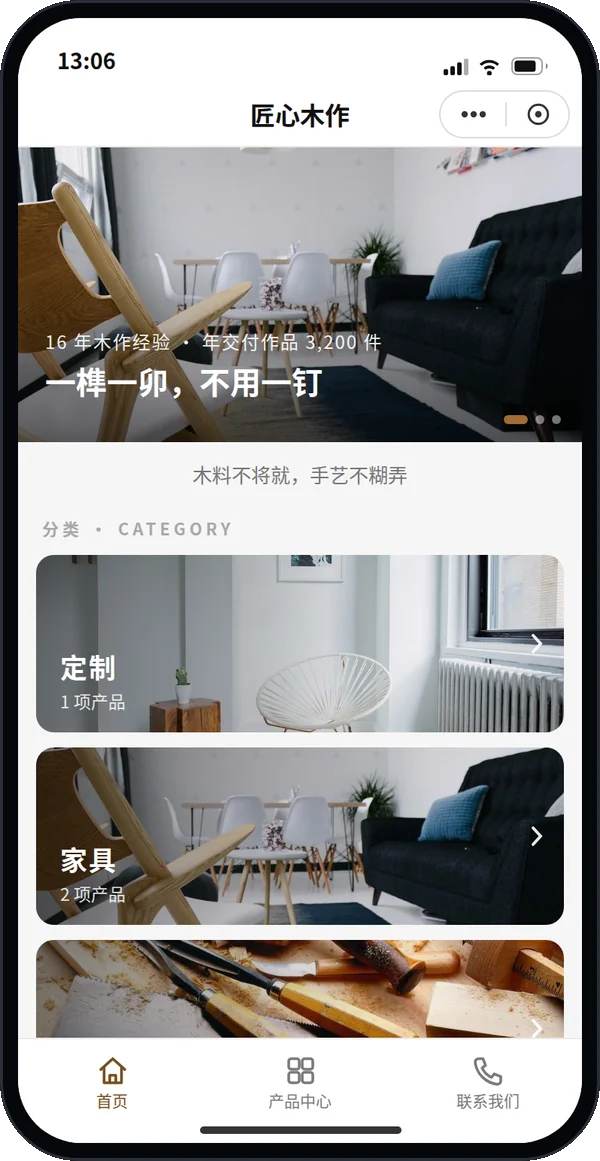 13:06
匠心木作
16 年木作经验 · 年交付作品 3,200 件
一榫一卯，不用一钉
木料不将就，手艺不糊弄
分类 · CATEGORY
定制
1 项产品
家具
2 项产品
首页
产品中心
联系我们